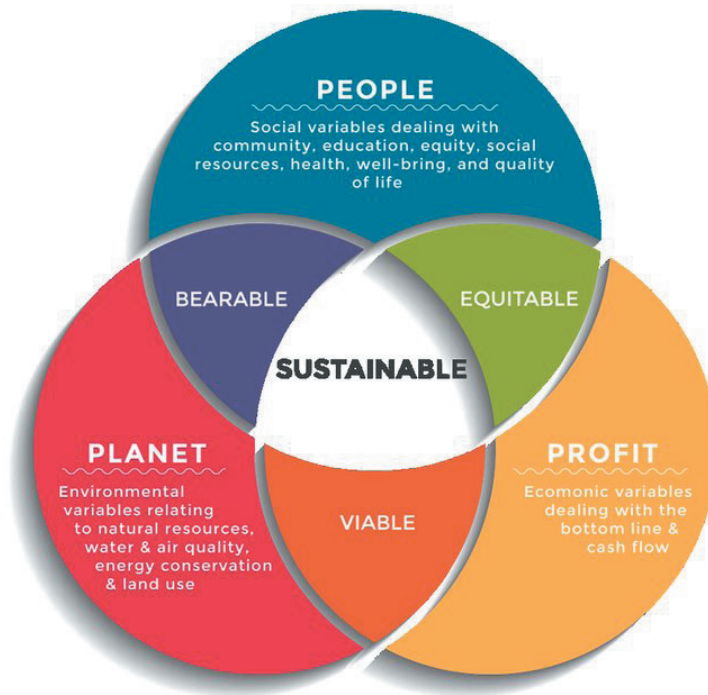 PEOPLE
Social variables dealing with
community, education, equity, social
resources, health, well-bring, and quality
of life
BEARABLE
EQUITABLE
SUSTAINABLE
PLANET
Environmental
variables relating
to natural resources,
water & air quality,
energy conservation
& land use
VIABLE
PROFIT
Ecomonic variables
dealing with the
bottom line &
cash flow